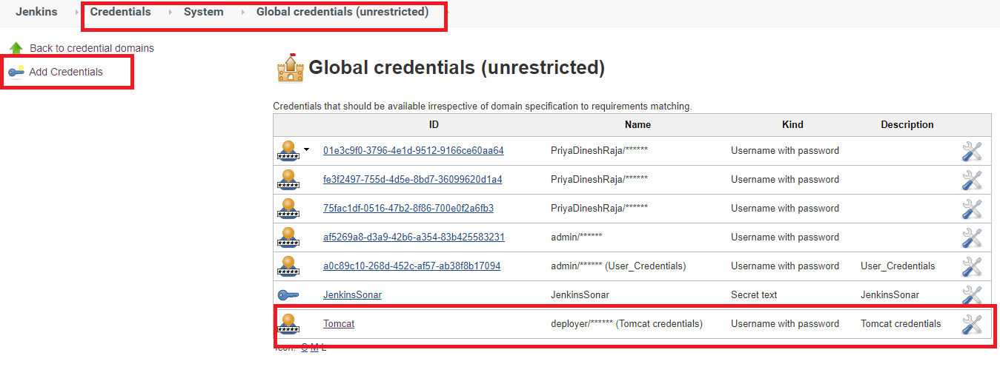 Jenkins Credentials System Global credentials (unrestricted)
Back to credential domains
Add Credentials
Global credentials (unrestricted)
Credentials that should be available irrespective of domain specification to requirements matching.
ID Name Kind Description
01e3c9f0-3796-4e1d-9512-9166ce60aa64 PriyaDineshRaja/****** Username with password
fe3f2497-755d-4d5e-8bd7-36099620d1a4 PriyaDineshRaja/****** Username with password
75fac1df-0516-47b2-8f86-700e0f2a6fb3 PriyaDineshRaja/****** Username with password
af5269a8-d3a9-42b6-a354-83b425583231 admin/****** Username with password
a0c89c10-268d-452c-af57-ab38f8b17094 admin/****** (User_Credentials) Username with password User_Credentials
JenkinsSonar JenkinsSonar Secret text JenkinsSonar
Tomcat deployer/****** (Tomcat credentials) Username with password Tomcat credentials
Icon: S M L